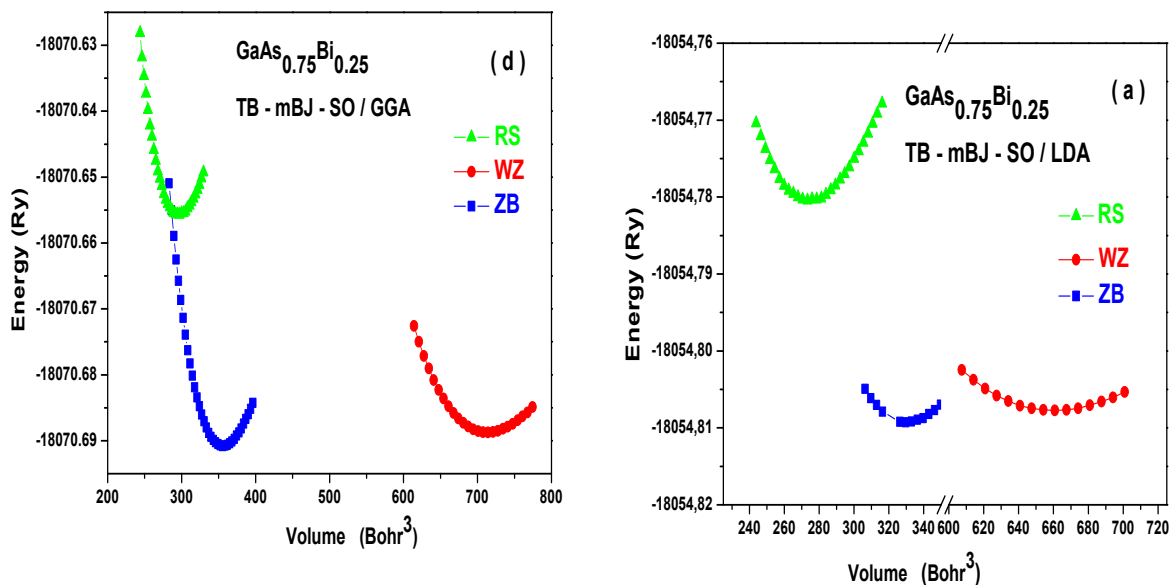 -18070.63
-18070.64
-18070.65
-18070.66
-18070.67
-18070.68
-18070.69
Energy (Ry)
GaAs0.75Bi0.25
( d )
TB - mBJ - SO / GGA
RS
WZ
ZB
200 300 400 500 600 700 800
Volume (Bohr3)
-18054,76
-18054,77
-18054,78
-18054,79
-18054,80
-18054,81
-18054,82
Energy (Ry)
( a )
GaAs0.75Bi0.25
TB - mBJ - SO / LDA
RS
WZ
ZB
240 260 280 300 320 340 600 620 640 660 680 700 720
Volume (Bohr3)